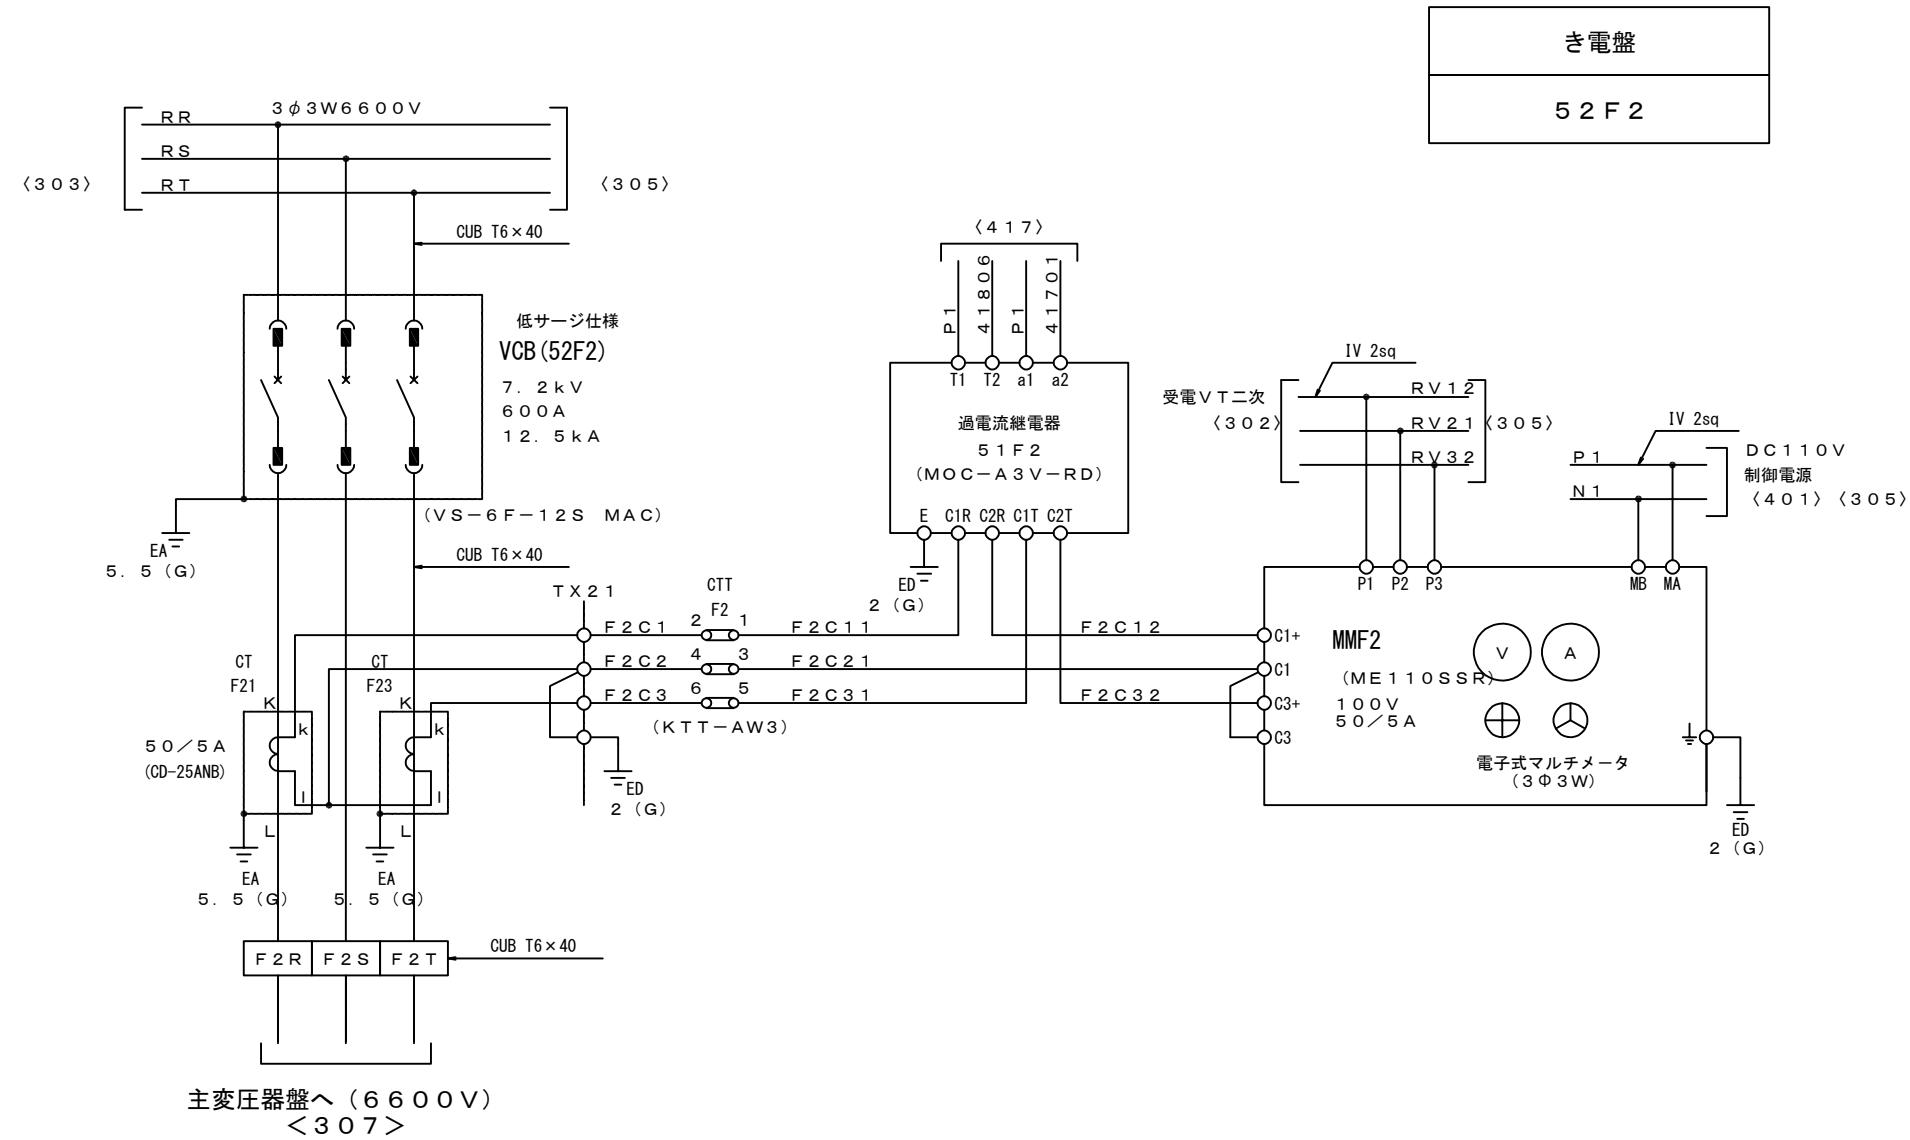 き電盤
５２Ｆ２
３φ３Ｗ６６００Ｖ
ＲＲ
ＲＳ
ＲＴ
〈３０３〉
〈３０５〉
CUB T6×40
低サージ仕様
VCB(52F2)
７．２ｋＶ
６００Ａ
１２．５ｋＡ
（ＶＳ－６Ｆ－１２Ｓ　ＭＡＣ）
EA
５．５（Ｇ）
CUB T6×40
〈４１７〉
Ｐ１
４１８０６
Ｐ１
４１７０１
T1 T2 a1 a2
過電流継電器
５１Ｆ２
（ＭＯＣ－Ａ３Ｖ－ＲＤ）
E C1R C2R C1T C2T
ED
２（Ｇ）
IV 2sq
受電ＶＴ二次
〈３０２〉
ＲＶ１２
ＲＶ２１
ＲＶ３２
〈３０５〉
IV 2sq
Ｐ１
Ｎ１
ＤＣ１１０Ｖ
制御電源
〈４０１〉〈３０５〉
P1 P2 P3
MB MA
ＴＸ２１
CTT
F2
Ｆ２Ｃ１ ２ １ Ｆ２Ｃ１１
Ｆ２Ｃ２ ４ ３ Ｆ２Ｃ２１
Ｆ２Ｃ３ ６ ５ Ｆ２Ｃ３１
（ＫＴＴ－ＡＷ３）
Ｆ２Ｃ１２
Ｆ２Ｃ３２
ED
２（Ｇ）
C1+
C1
C3+
C3
MMF2
（ＭＥ１１０ＳＳＲ）
１００Ｖ
５０／５Ａ
Ｖ Ａ
電子式マルチメータ
（３Φ３Ｗ）
ED
２（Ｇ）
CT
F21
CT
F23
Ｋ
ｋ
ｌ
Ｌ
Ｋ
ｋ
ｌ
Ｌ
５０／５Ａ
(CD-25ANB)
EA
５．５（Ｇ）
EA
５．５（Ｇ）
Ｆ２Ｒ Ｆ２Ｓ Ｆ２Ｔ
CUB T6×40
主変圧器盤へ（６６００Ｖ）
＜３０７＞